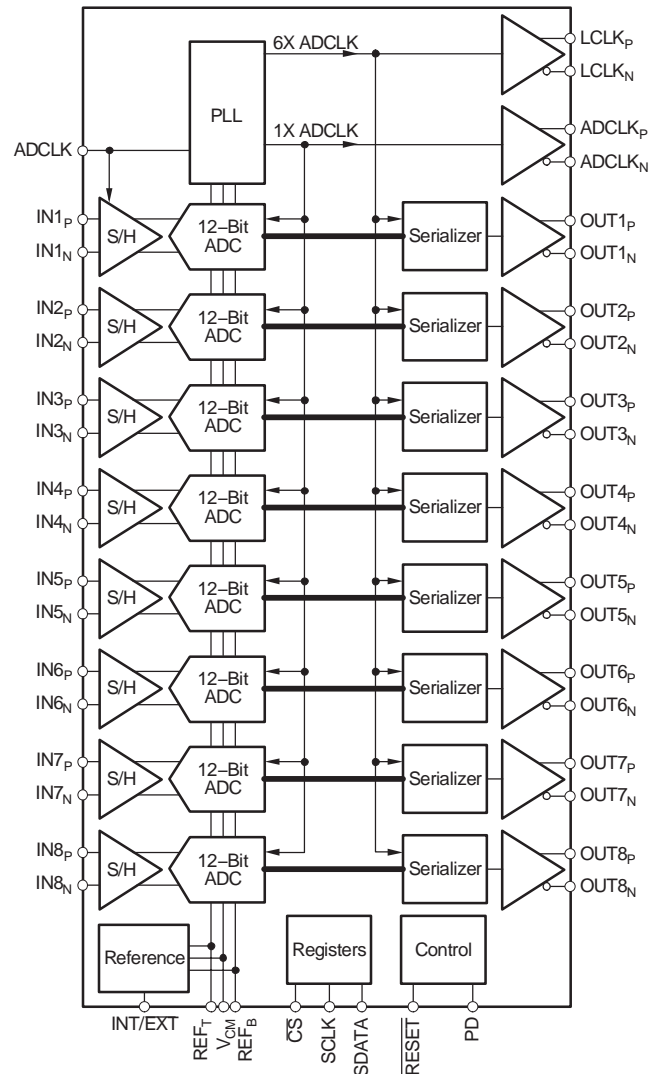 6X ADCLK
LCLKP
LCLKN
PLL
1X ADCLK
ADCLKP
ADCLK
ADCLKN
IN1P
S/H
12–Bit
ADC
Serializer
OUT1P
IN1N
OUT1N
IN2P
S/H
12–Bit
ADC
Serializer
OUT2P
IN2N
OUT2N
IN3P
S/H
12–Bit
ADC
Serializer
OUT3P
IN3N
OUT3N
IN4P
S/H
12–Bit
ADC
Serializer
OUT4P
IN4N
OUT4N
IN5P
S/H
12–Bit
ADC
Serializer
OUT5P
IN5N
OUT5N
IN6P
S/H
12–Bit
ADC
Serializer
OUT6P
IN6N
OUT6N
IN7P
S/H
12–Bit
ADC
Serializer
OUT7P
IN7N
OUT7N
IN8P
S/H
12–Bit
ADC
Serializer
OUT8P
IN8N
OUT8N
Reference
Registers
Control
INT/EXT
REFT
VCM
REFB
CS
SCLK
SDATA
RESET
PD